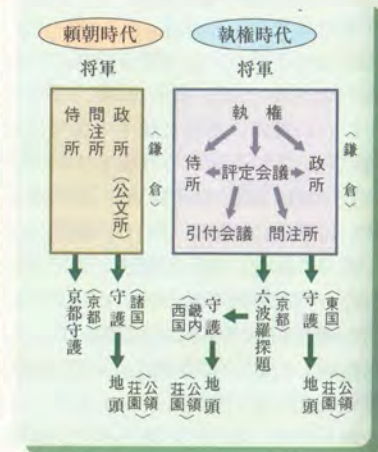 頼朝時代
将軍
政所（公文所）
問注所
侍所
〈鎌倉〉
守護
〈諸国〉
地頭
〈公領荘園〉
京都守護
〈京都〉
執権時代
将軍
執権
政所
評定会議
侍所
引付会議
問注所
〈鎌倉〉
守護
〈東国〉
地頭
〈公領荘園〉
六波羅探題
〈京都〉
守護
〈畿内西国〉
地頭
〈公領荘園〉